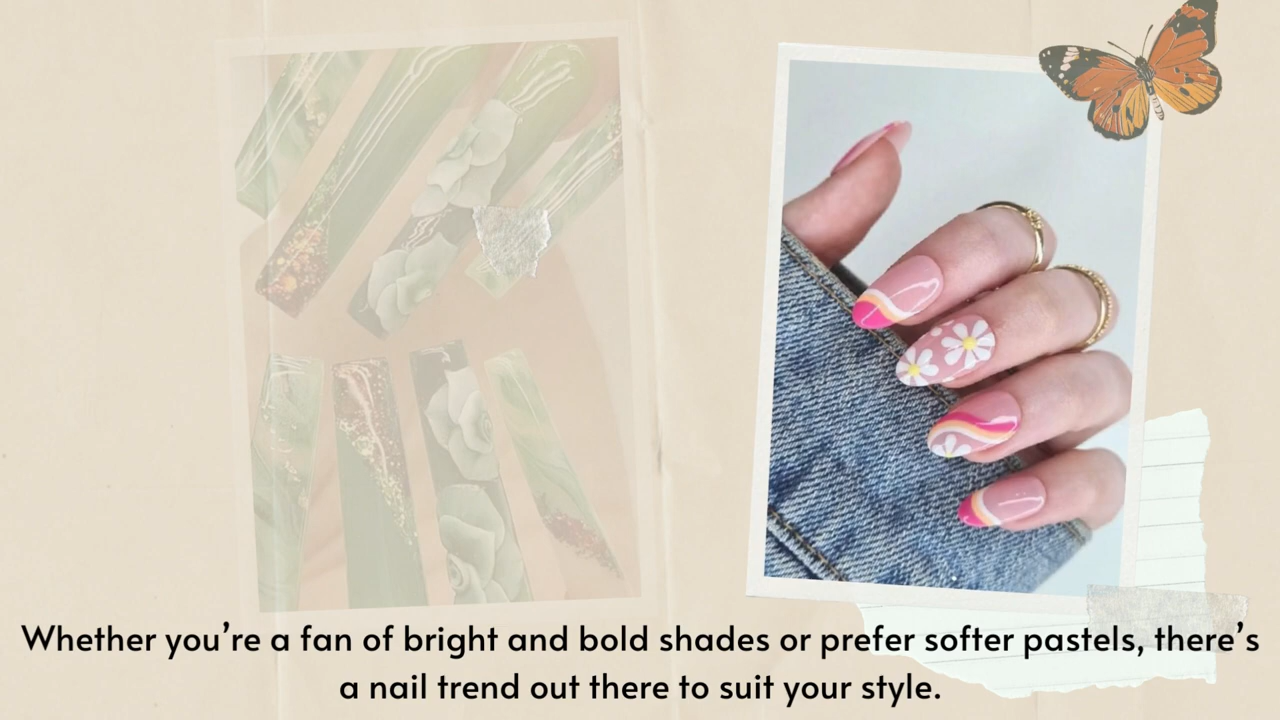 Whether you’re a fan of bright and bold shades or prefer softer pastels, there’s
a nail trend out there to suit your style.